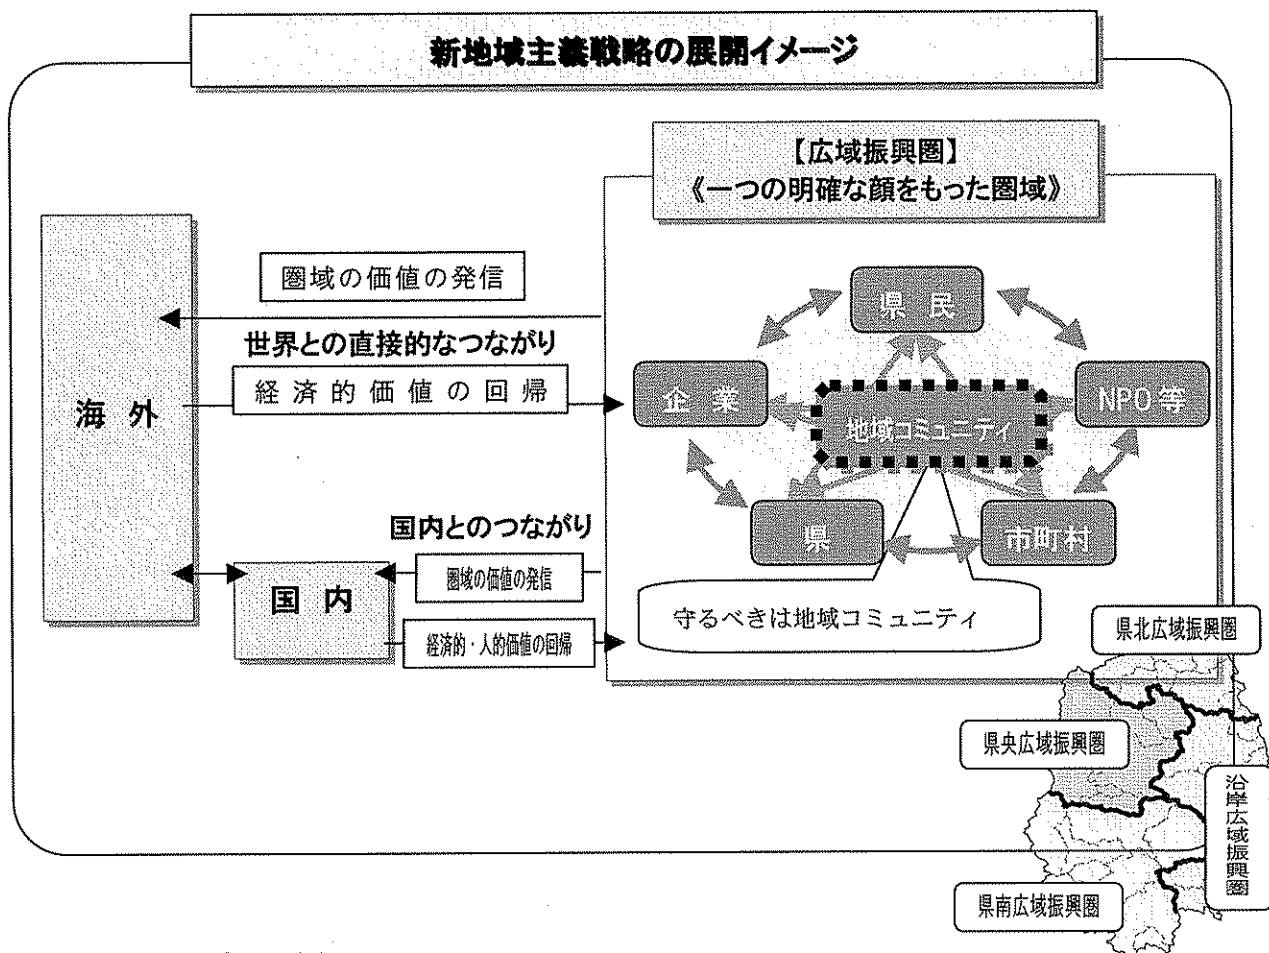 新地域主義戦略の展開イメージ
【広域振興圏】
《一つの明確な顔をもった圏域》
圏域の価値の発信
世界との直接的なつながり
経済的価値の回帰
海外
県民
企業
NPO等
地域コミュニティ
県
市町村
国内とのつながり
圏域の価値の発信
国内
経済的・人的価値の回帰
守るべきは地域コミュニティ
県北広域振興圏
県央広域振興圏
沿岸広域振興圏
県南広域振興圏